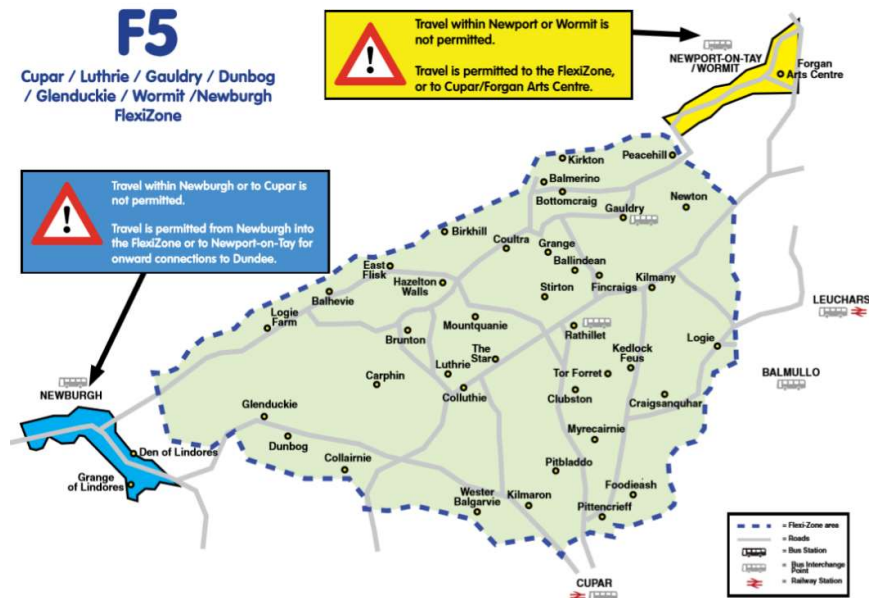 F5
Cupar / Luthrie / Gauldry / Dunbog
/ Glenduckie / Wormit /Newburgh
FlexiZone
Travel within Newport or Wormit is
not permitted.
Travel is permitted to the FlexiZone,
or to Cupar/Forgan Arts Centre.
NEWPORT-ON-TAY
/WORMIT
Forgan
Arts Centre
Travel within Newburgh or to Cupar is
not permitted.
Travel is permitted from Newburgh into
the FlexiZone or to Newport-on-Tay for
onward connections to Dundee.
Kirkton
Peacehill
Balmerino
Bottomcraig
Gauldry
Newton
Birkhill
Coultra
Grange
Ballindean
East
Flisk
Hazelton
Walls
Fincraigs
Kilmany
Balhevie
Stirton
LEUCHARS
Logie
Farm
Mountquanie
Brunton
Rathillet
Logie
The
Star
Kedlock
Feus
Luthrie
Tor Forret
BALMULLO
Carphin
Colluthie
Clubston
Craigsanquhar
NEWBURGH
Glenduckie
Myrecairnie
Dunbog
Den of Lindores
Collairnie
Pitbladdo
Grange
of Lindores
Wester
Balgarvie
Kilmaron
Foodieash
Pittencrieff
CUPAR
= Flexi-Zone area
= Roads
= Bus Station
= Bus Interchange
Point
= Railway Station